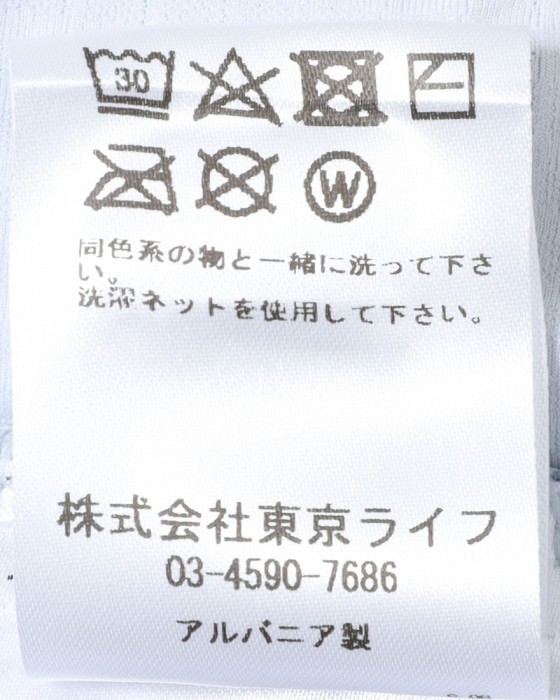 30
W
同色系の物と一緒に洗って下さ
い。
洗濯ネットを使用して下さい。
株式会社東京ライフ
03-4590-7686
アルバニア製